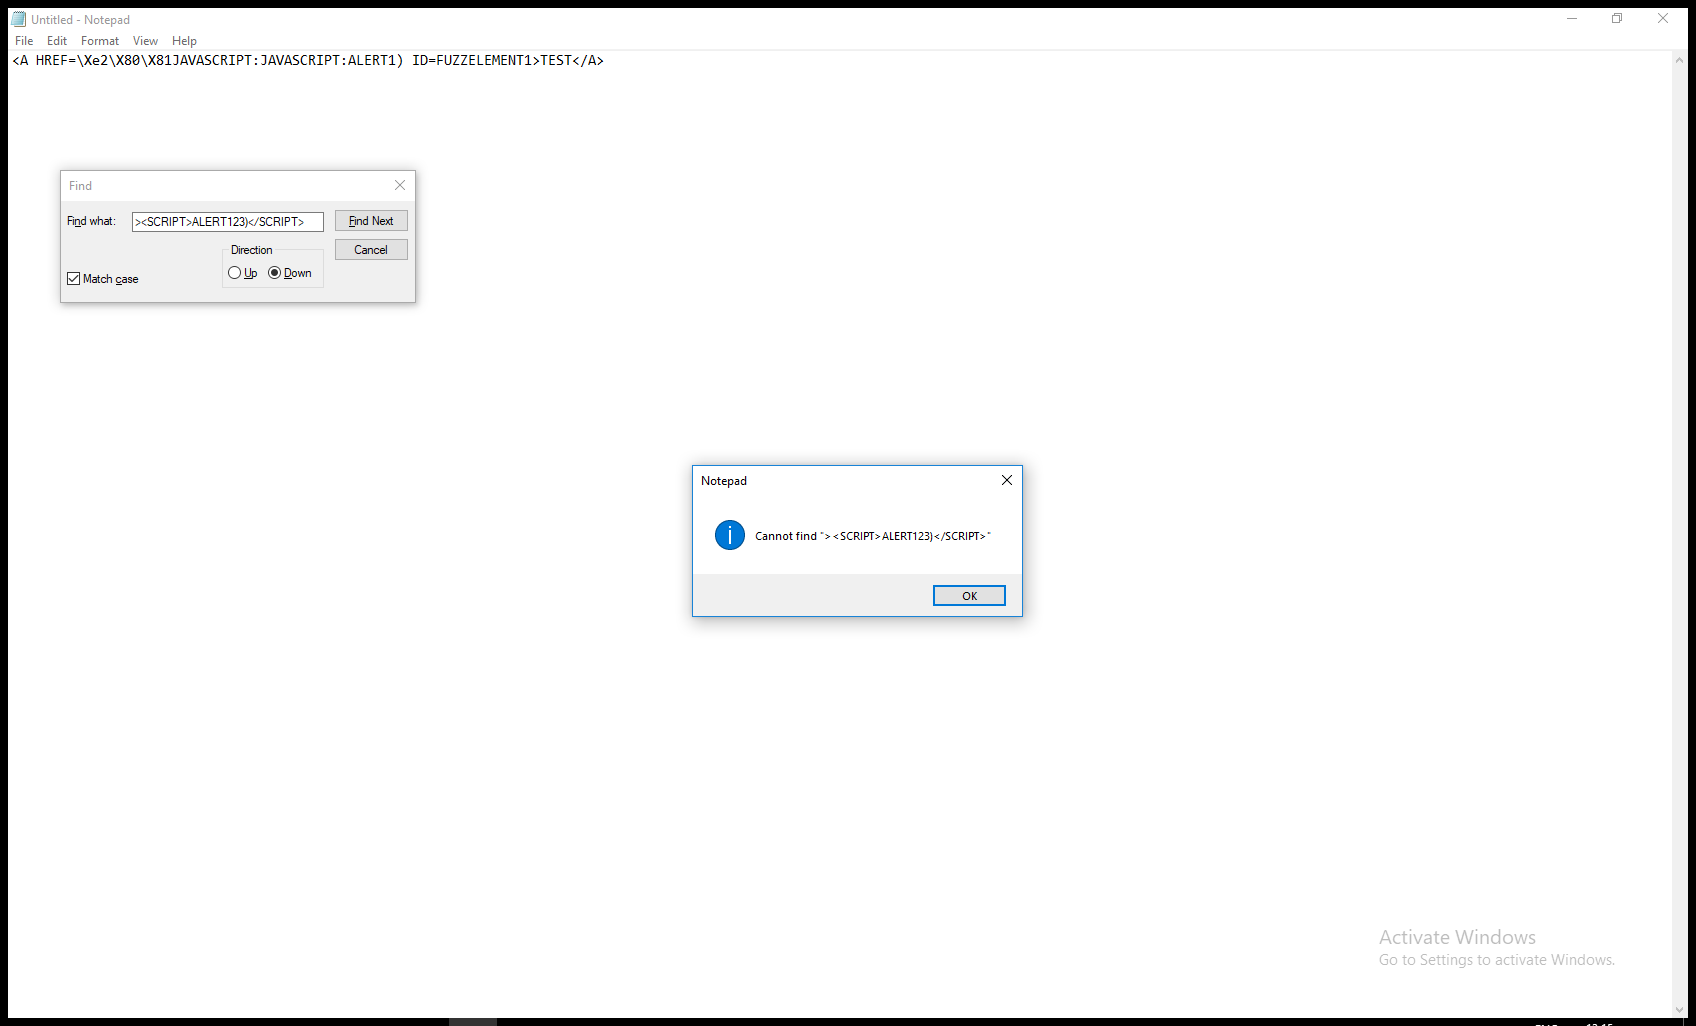 Untitled - Notepad
File Edit Format View Help
<A HREF=\Xe2\X80\X81JAVASCRIPT:JAVASCRIPT:ALERT1) ID=FUZZELEMENT1>TEST</A>
Find
Find what: ><SCRIPT>ALERT123)</SCRIPT> Find Next
Direction Cancel
Up Down
Match case
Notepad
Cannot find "><SCRIPT>ALERT123)</SCRIPT>"
OK
Activate Windows
Go to Settings to activate Windows.